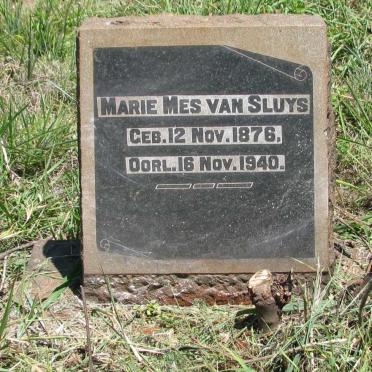 MARIE MES VAN SLUYS
GEB. 12 NOV. 1876,
OORL. 16 NOV. 1940.